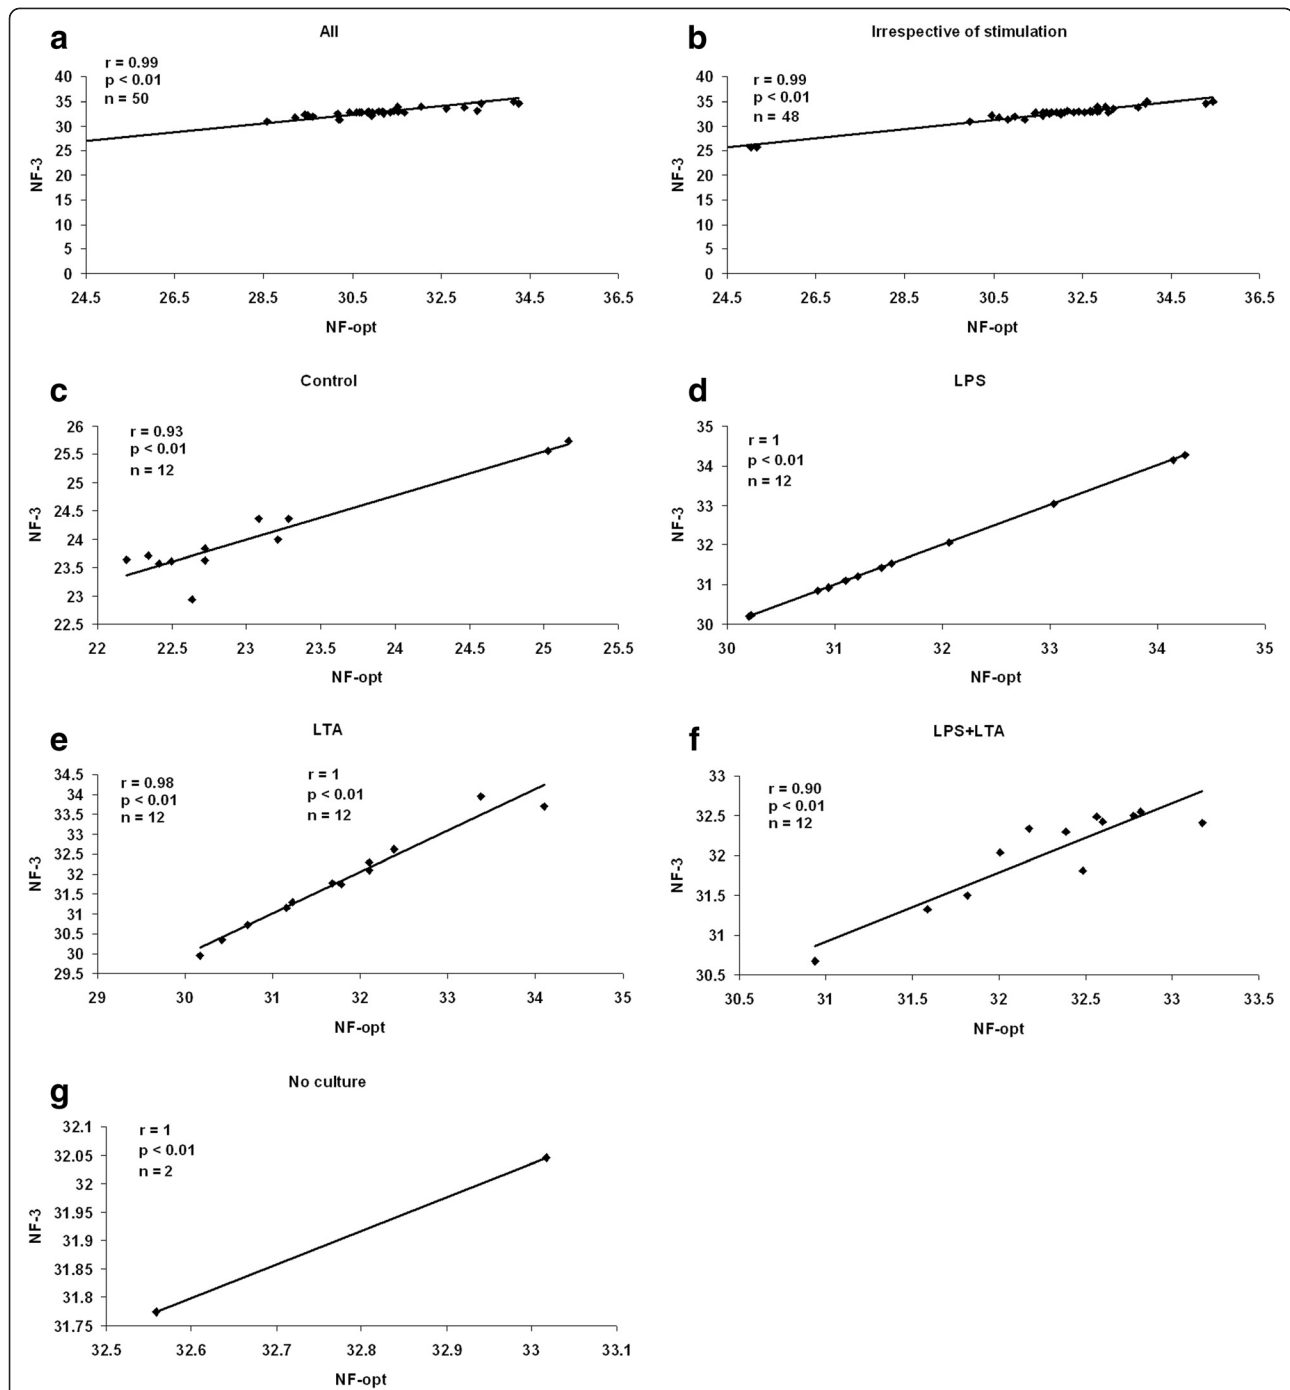 a
All
r = 0.99
p < 0.01
n = 50
40
35
30
25
20
15
10
5
0
NF-3
24.5 26.5 28.5 30.5 32.5 34.5 36.5
NF-opt
b
Irrespective of stimulation
r = 0.99
p < 0.01
n = 48
40
35
30
25
20
15
10
5
0
NF-3
24.5 26.5 28.5 30.5 32.5 34.5 36.5
NF-opt
c
Control
r = 0.93
p < 0.01
n = 12
26
25.5
25
24.5
24
23.5
23
22.5
NF-3
22 22.5 23 23.5 24 24.5 25 25.5
NF-opt
d
LPS
r = 1
p < 0.01
n = 12
35
34
33
32
31
30
NF-3
30 31 32 33 34 35
NF-opt
e
LTA
r = 0.98
p < 0.01
n = 12
r = 1
p < 0.01
n = 12
34.5
34
33.5
33
32.5
32
31.5
31
30.5
30
29.5
NF-3
29 30 31 32 33 34 35
NF-opt
f
LPS+LTA
r = 0.90
p < 0.01
n = 12
33
32.5
32
31.5
31
30.5
NF-3
30.5 31 31.5 32 32.5 33 33.5
NF-opt
g
No culture
r = 1
p < 0.01
n = 2
32.1
32.05
32
31.95
31.9
31.85
31.8
31.75
NF-3
32.5 32.6 32.7 32.8 32.9 33 33.1
NF-opt